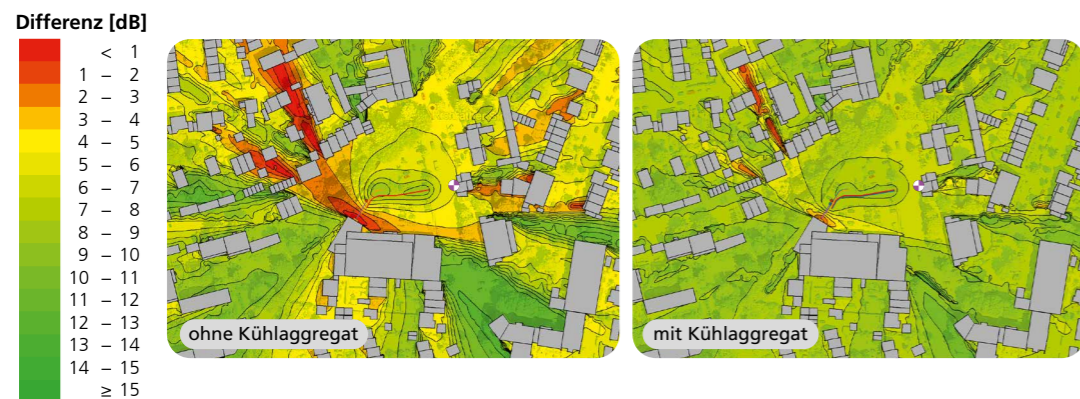 Differenz [dB]
< 1
1 – 2
2 – 3
3 – 4
4 – 5
5 – 6
6 – 7
7 – 8
8 – 9
9 – 10
10 – 11
11 – 12
12 – 13
13 – 14
14 – 15
≥ 15
ohne Kühlaggregat
mit Kühlaggregat